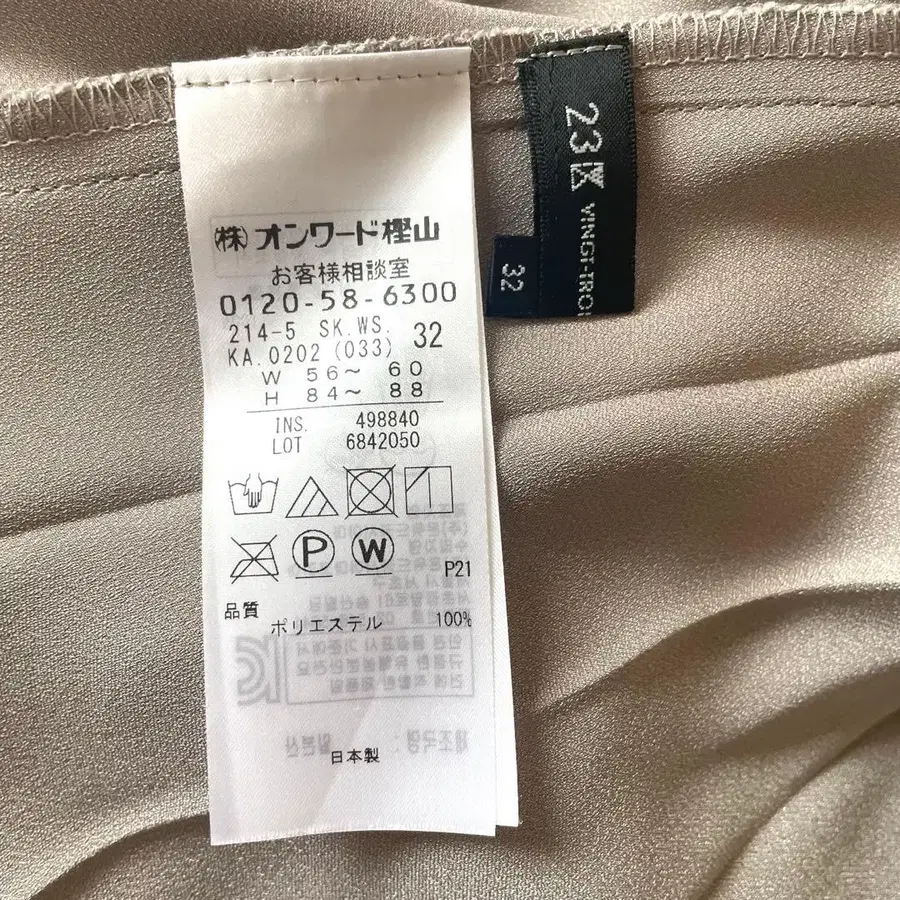 ㈱オンワード樫山
お客様相談室
0120-58-6300
214-5 SK.WS.
KA.0202 (033) 32
W 56～ 60
H 84～ 88
INS. 498840
LOT 6842050
P
W
P21
品質
ポリエステル 100%
日本製
23区
VINGT-TROI
32